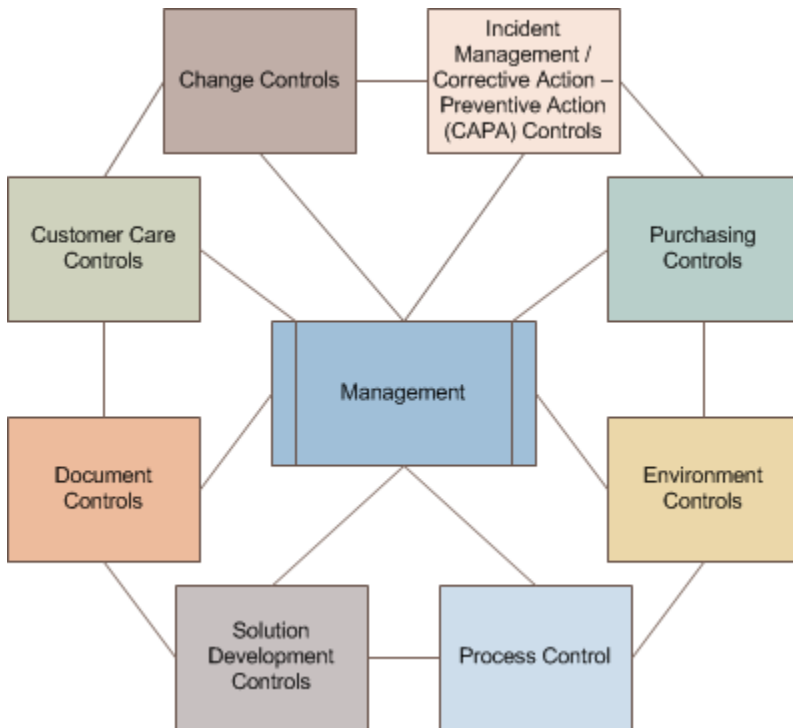 Change Controls
Incident
Management /
Corrective Action –
Preventive Action
(CAPA) Controls
Customer Care
Controls
Purchasing
Controls
Management
Document
Controls
Environment
Controls
Solution
Development
Controls
Process Control